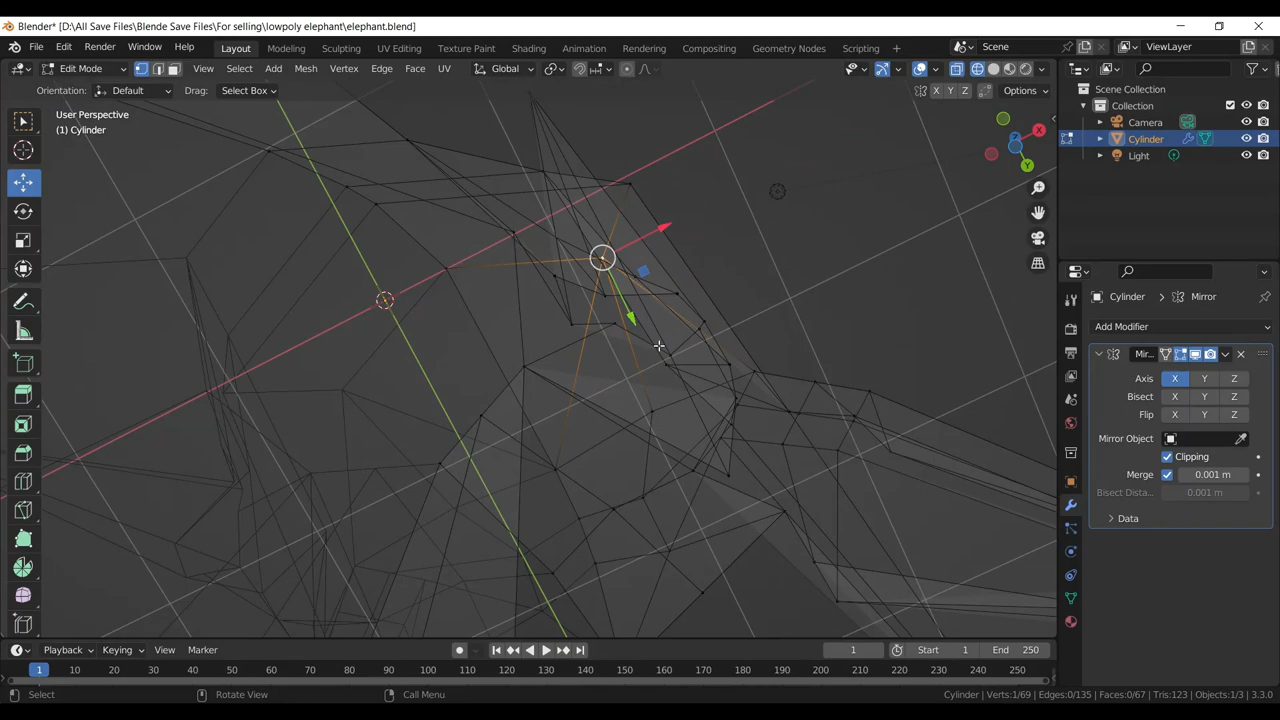 Blender* [D:\All Save Files\Blende Save Files\For selling\lowpoly elephant\elephant.blend]
File Edit Render Window Help Layout Modeling Sculpting UV Editing Texture Paint Shading Animation Rendering Compositing Geometry Nodes Scripting + Scene ViewLayer
Edit Mode View Select Add Mesh Vertex Edge Face UV Global
Orientation: Default Drag: Select Box X Y Z Options
User Perspective
(1) Cylinder
X
Y
Z
Scene Collection
Collection
Camera
Cylinder
Light
Cylinder Mirror
Add Modifier
Mir...
Axis X Y Z
Bisect X Y Z
Flip X Y Z
Mirror Object
Clipping
Merge 0.001 m
Bisect Dista... 0.001 m
Data
Playback Keying View Marker 1 Start 1 End 250
1 10 20 30 40 50 60 70 80 90 100 110 120 130 140 150 160 170 180 190 200 210 220 230 240 250
Select Rotate View Call Menu Cylinder | Verts:1/69 | Edges:0/135 | Faces:0/67 | Tris:123 | Objects:1/3 | 3.3.0